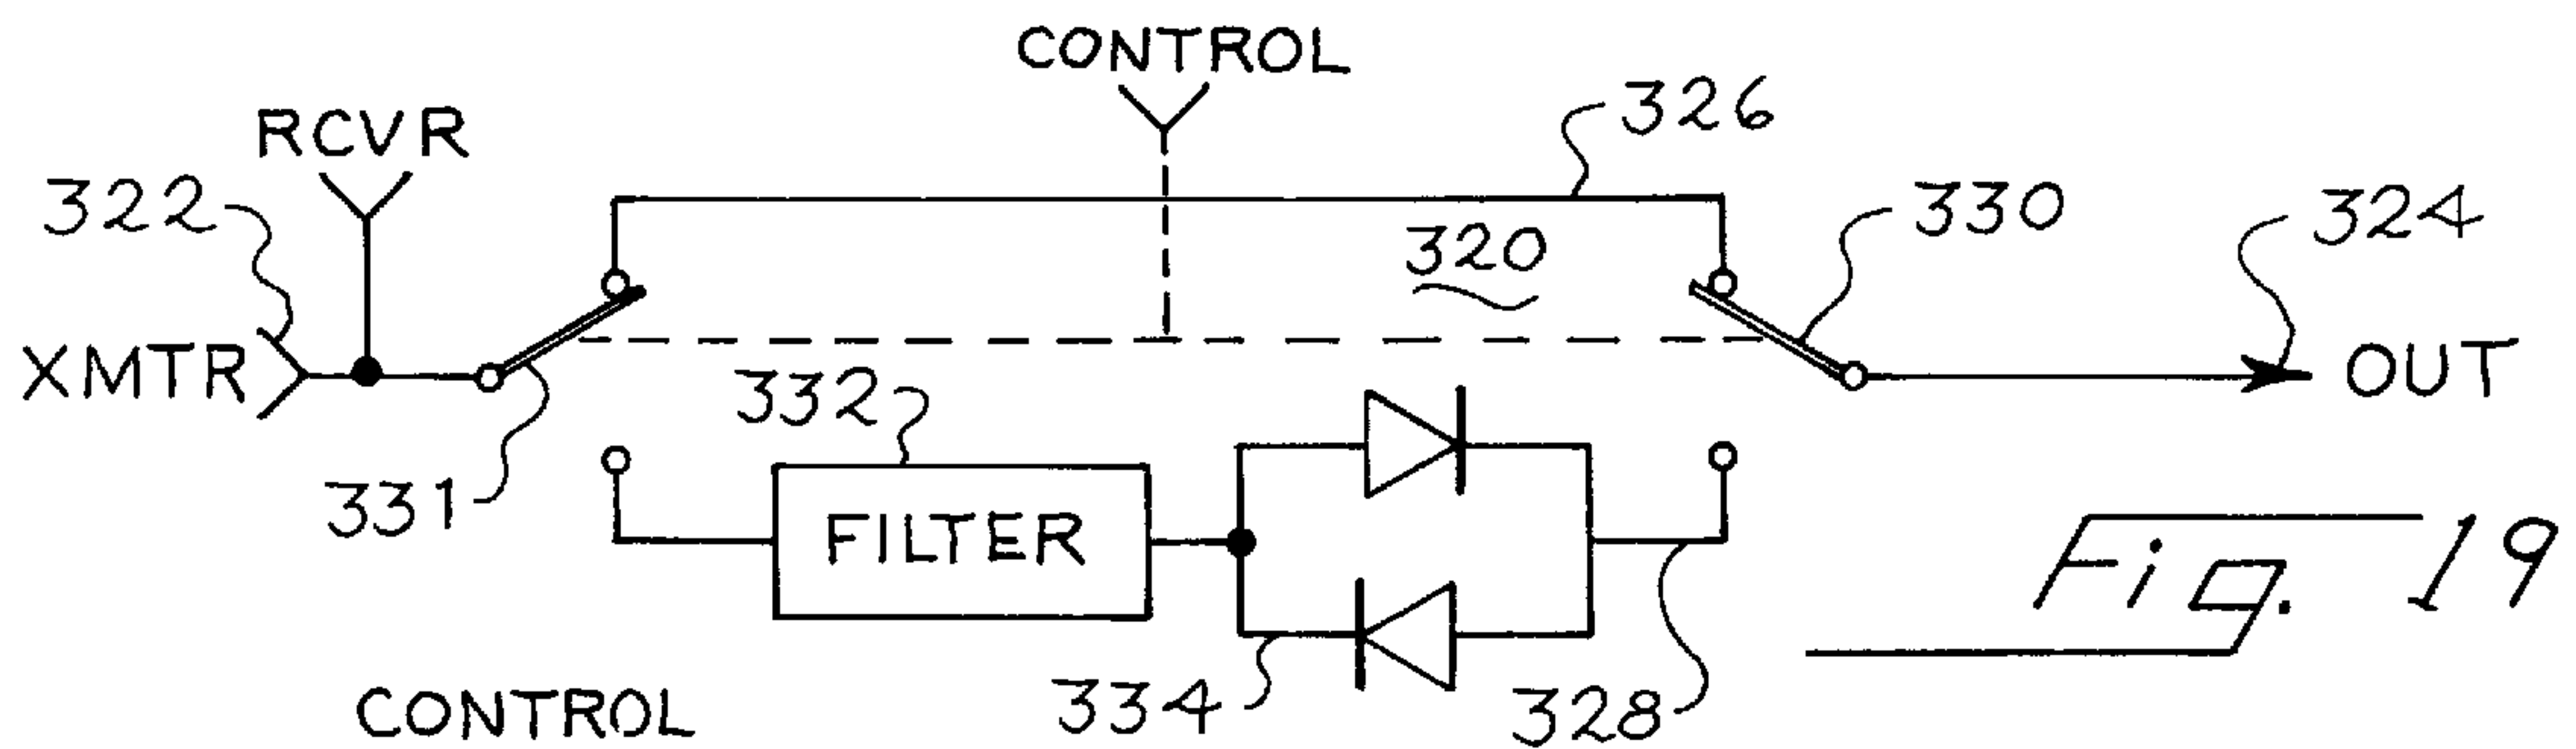 CONTROL
326
RCVR
322
330
324
320
XMTR
OUT
332
331
FILTER
Fig. 19
334
328
CONTROL